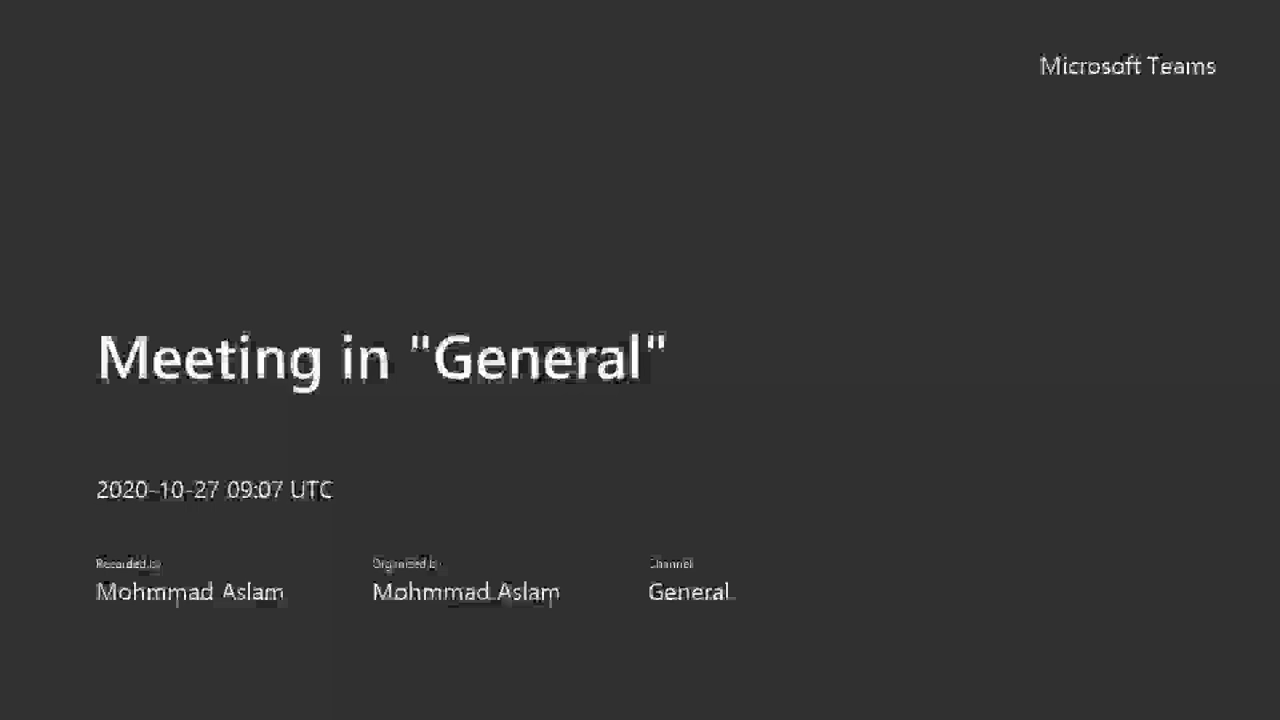 Microsoft Teams
Meeting in "General"
2020-10-27 09:07 UTC
Recorded by
Organized by
Channel
Mohmmad Aslam
Mohmmad Aslam
General